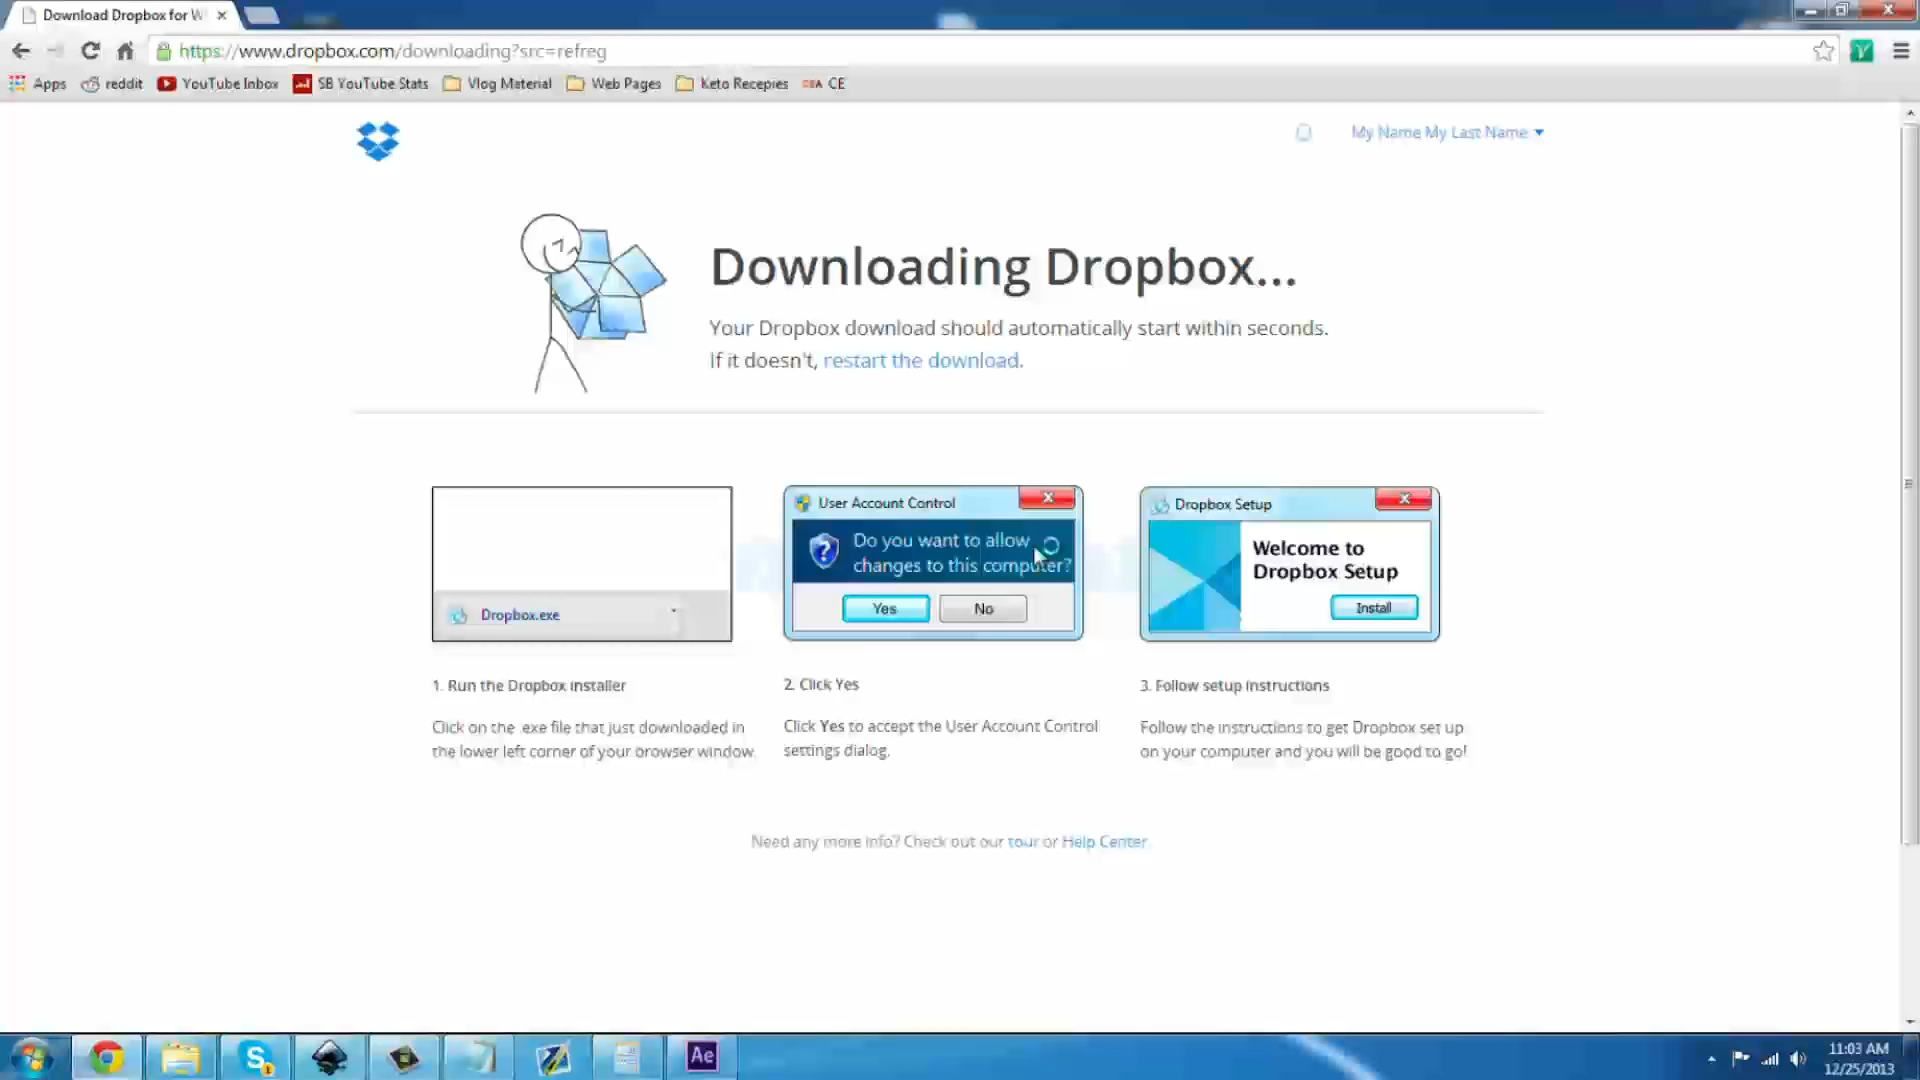 Download Dropbox for W
https://www.dropbox.com/downloading?src=refreg
Apps reddit YouTube Inbox SB YouTube Stats Vlog Material Web Pages Keto Recepies CE
My Name My Last Name
Downloading Dropbox...
Your Dropbox download should automatically start within seconds.
If it doesn't, restart the download.
User Account Control
Do you want to allow
changes to this computer?
Yes No
Dropbox Setup
Welcome to
Dropbox Setup
Install
Dropbox.exe
1. Run the Dropbox installer
Click on the .exe file that just downloaded in
the lower left corner of your browser window.
2. Click Yes
Click Yes to accept the User Account Control
settings dialog.
3. Follow setup instructions
Follow the instructions to get Dropbox set up
on your computer and you will be good to go!
Need any more info? Check out our tour or Help Center.
Ae
11:03 AM
12/25/2013